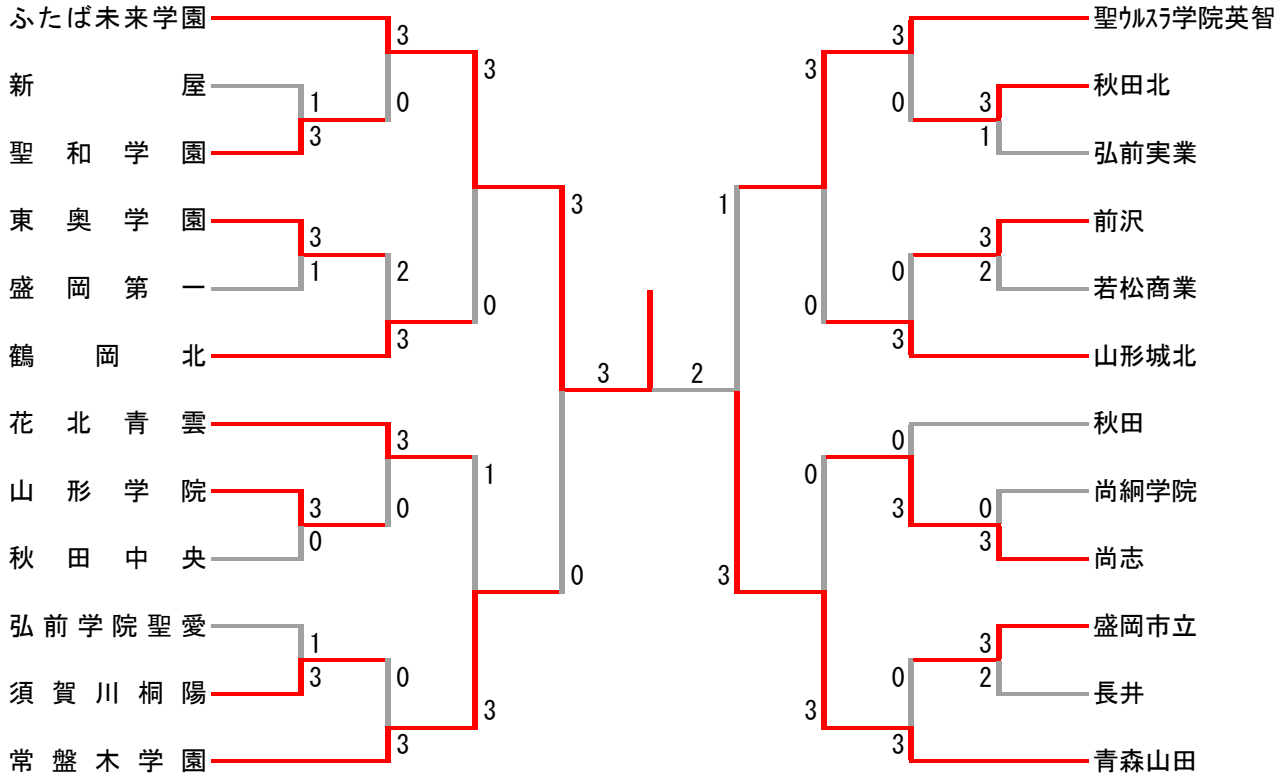 ふたば未来学園
3
3
0
新屋
1
3
聖和学園
3
東奥学園
3
1
2
盛岡第一
0
3
鶴岡北
3
花北青雲
3
1
山形学院
3
0
0
秋田中央
0
弘前学院聖愛
1
3
0
須賀川桐陽
3
3
常盤木学園
2
聖ウルスラ学院英智
3
3
0
秋田北
3
1
弘前実業
1
前沢
3
0
2
若松商業
0
3
山形城北
秋田
0
0
尚絅学院
3
0
3
尚志
3
盛岡市立
3
0
2
長井
3
3
青森山田